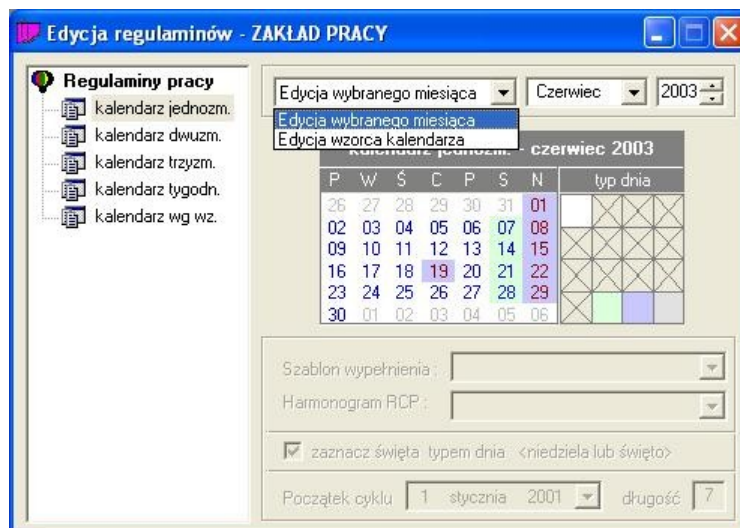 Edycja regulaminów - ZAKŁAD PRACY
Regulaminy pracy
kalendarz jednozm.
kalendarz dwuzm.
kalendarz trzyzm.
kalendarz tygodn.
kalendarz wg wz.
Edycja wybranego miesiąca Czerwiec 2003
Edycja wybranego miesiąca
Edycja wzorca kalendarza
kalendarz jednozm. - czerwiec 2003
P W Ś C P S N typ dnia
26 27 28 29 30 31 01
02 03 04 05 06 07 08
09 10 11 12 13 14 15
16 17 18 19 20 21 22
23 24 25 26 27 28 29
30 01 02 03 04 05 06
Szablon wypełnienia :
Harmonogram RCP :
zaznacz święta typem dnia <niedziela lub święto>
Początek cyklu 1 stycznia 2001 długość 7